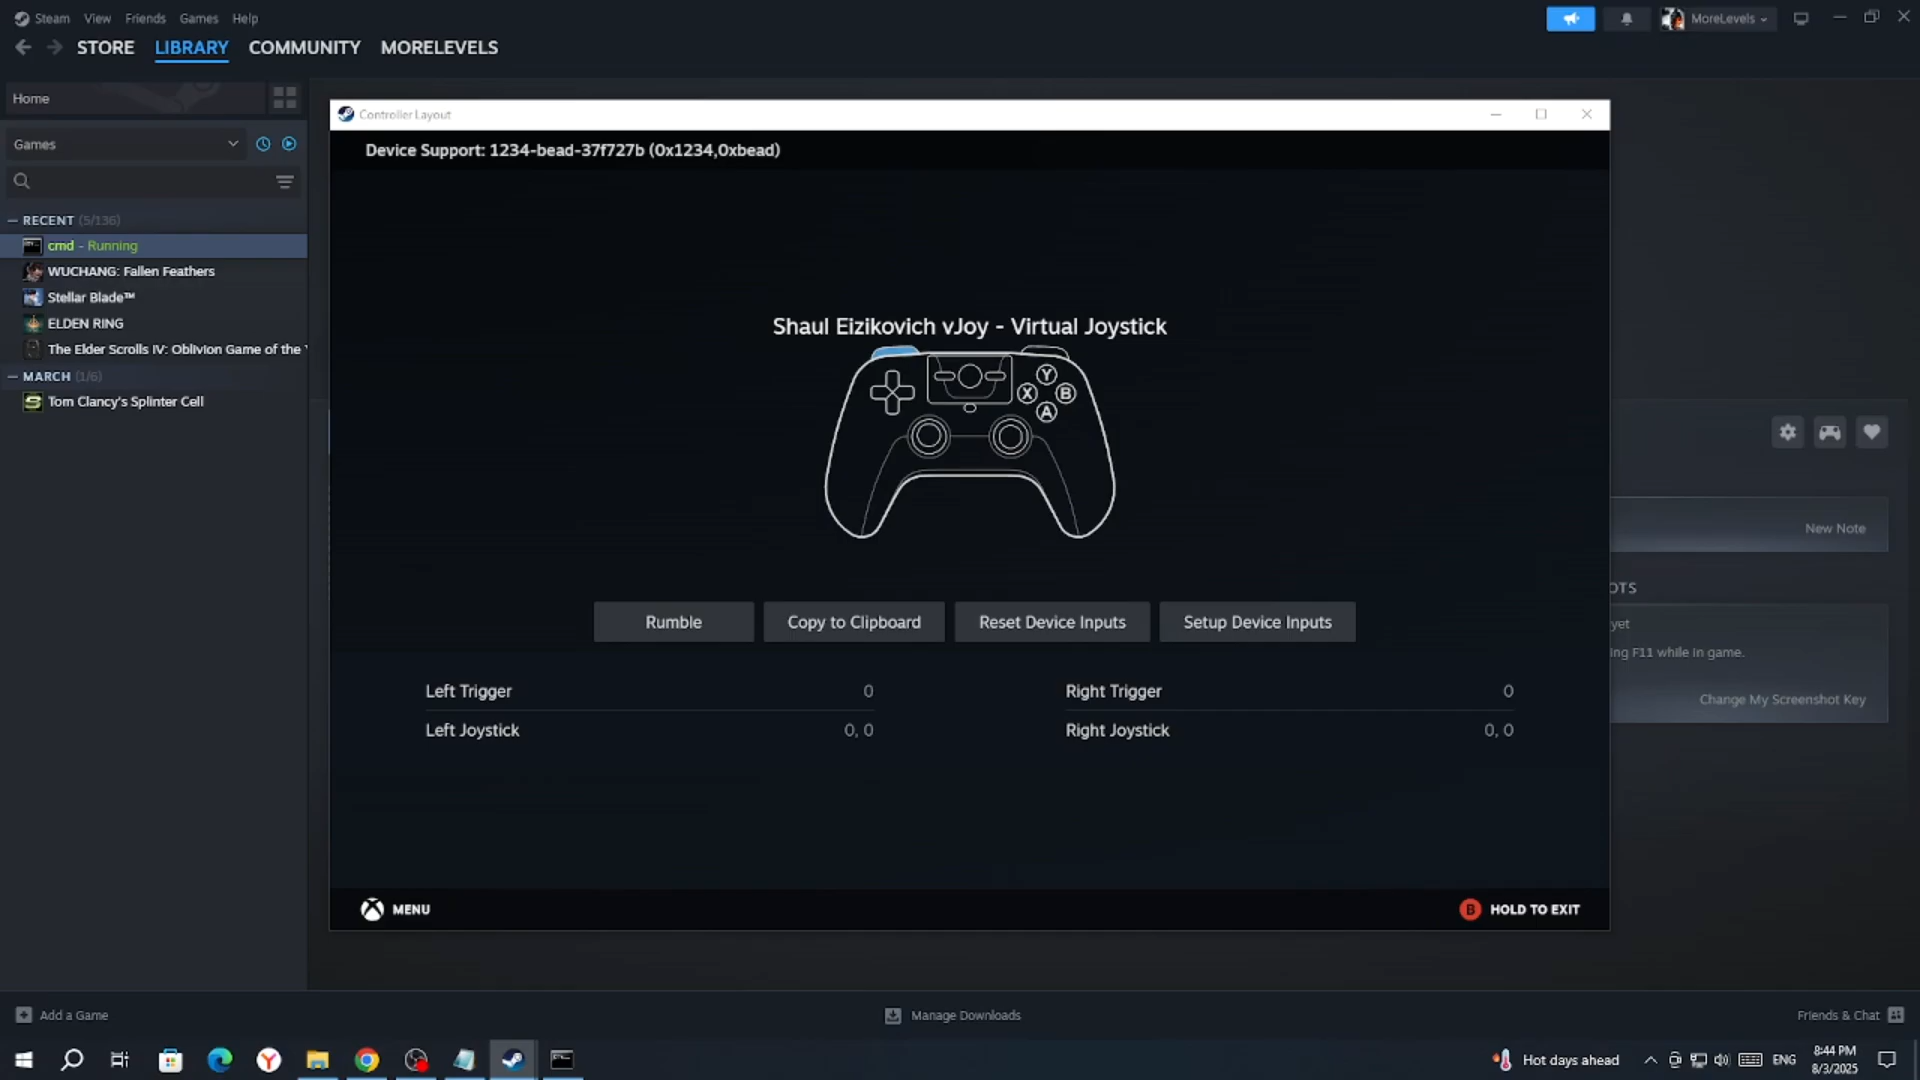 Steam View Friends Games Help
MoreLevels
STORE LIBRARY COMMUNITY MORELEVELS
Home
Games
RECENT (5/136)
cmd - Running
WUCHANG: Fallen Feathers
Stellar Blade™
ELDEN RING
The Elder Scrolls IV: Oblivion Game of the Y
MARCH (1/6)
Tom Clancy's Splinter Cell
Controller Layout
Device Support: 1234-bead-37f727b (0x1234,0xbead)
Shaul Eizikovich vJoy - Virtual Joystick
Y
X B
A
Rumble Copy to Clipboard Reset Device Inputs Setup Device Inputs
Left Trigger 0 Right Trigger 0
Left Joystick 0, 0 Right Joystick 0, 0
MENU
B HOLD TO EXIT
New Note
OTS
yet
ing F11 while in game.
Change My Screenshot Key
Add a Game Manage Downloads Friends & Chat
Hot days ahead ENG 8:44 PM
8/3/2025